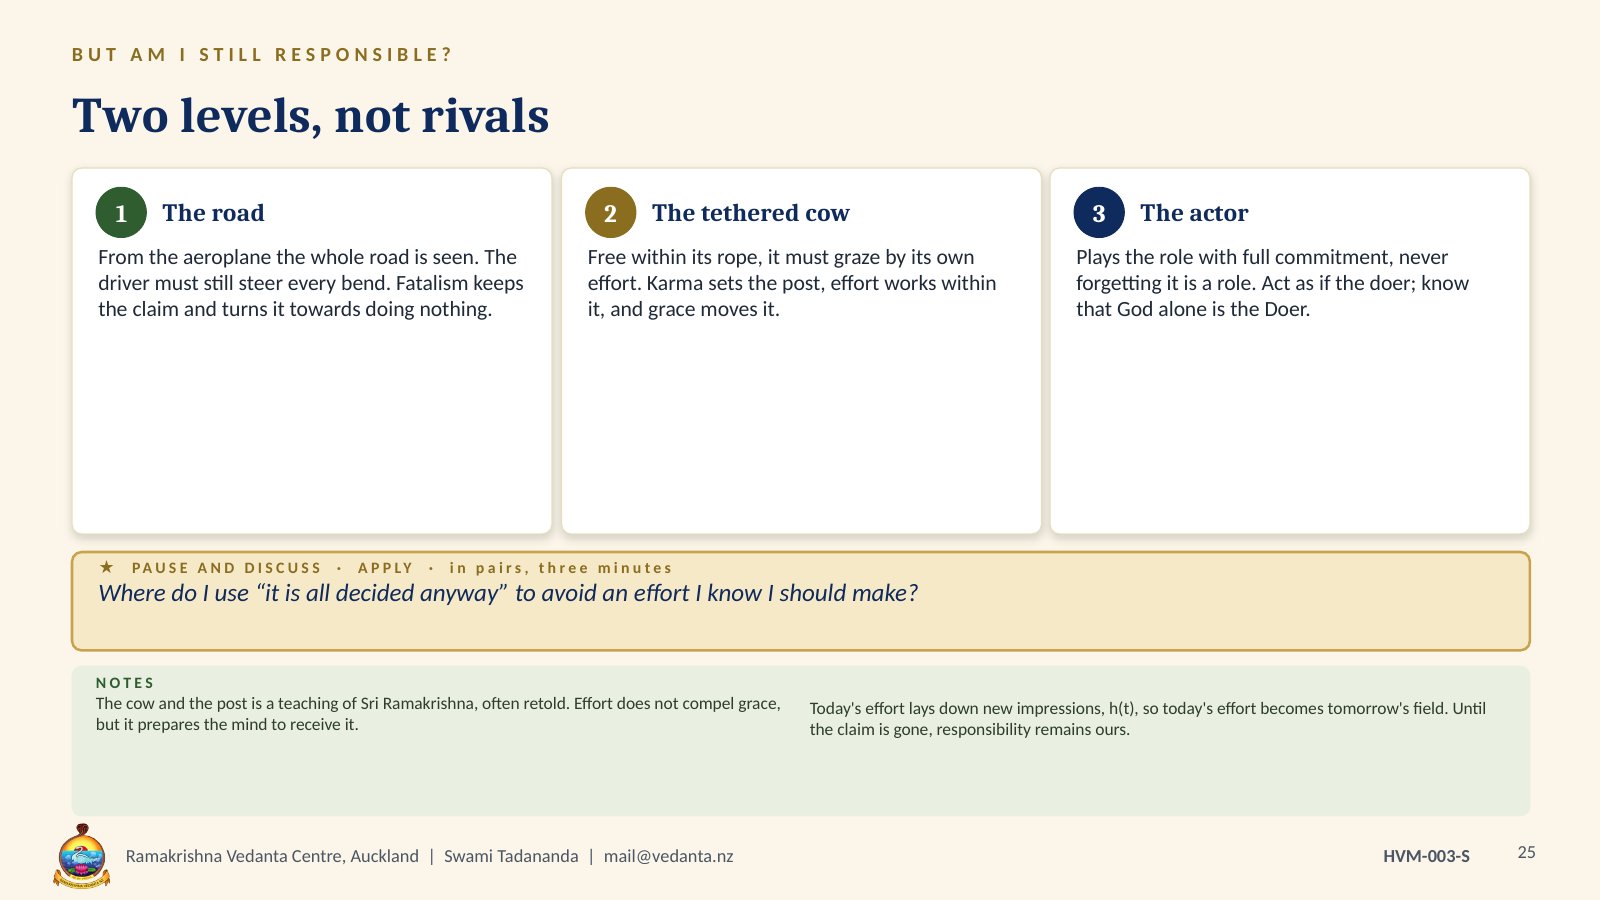 BUT AM I STILL RESPONSIBLE?
Two levels, not rivals
1 The road
From the aeroplane the whole road is seen. The
driver must still steer every bend. Fatalism keeps
the claim and turns it towards doing nothing.
2 The tethered cow
Free within its rope, it must graze by its own
effort. Karma sets the post, effort works within
it, and grace moves it.
3 The actor
Plays the role with full commitment, never
forgetting it is a role. Act as if the doer; know
that God alone is the Doer.
★ PAUSE AND DISCUSS · APPLY · in pairs, three minutes
Where do I use “it is all decided anyway” to avoid an effort I know I should make?
NOTES
The cow and the post is a teaching of Sri Ramakrishna, often retold. Effort does not compel grace,
but it prepares the mind to receive it.
Today's effort lays down new impressions, h(t), so today's effort becomes tomorrow's field. Until
the claim is gone, responsibility remains ours.
Ramakrishna Vedanta Centre, Auckland | Swami Tadananda | mail@vedanta.nz
HVM-003-S
25